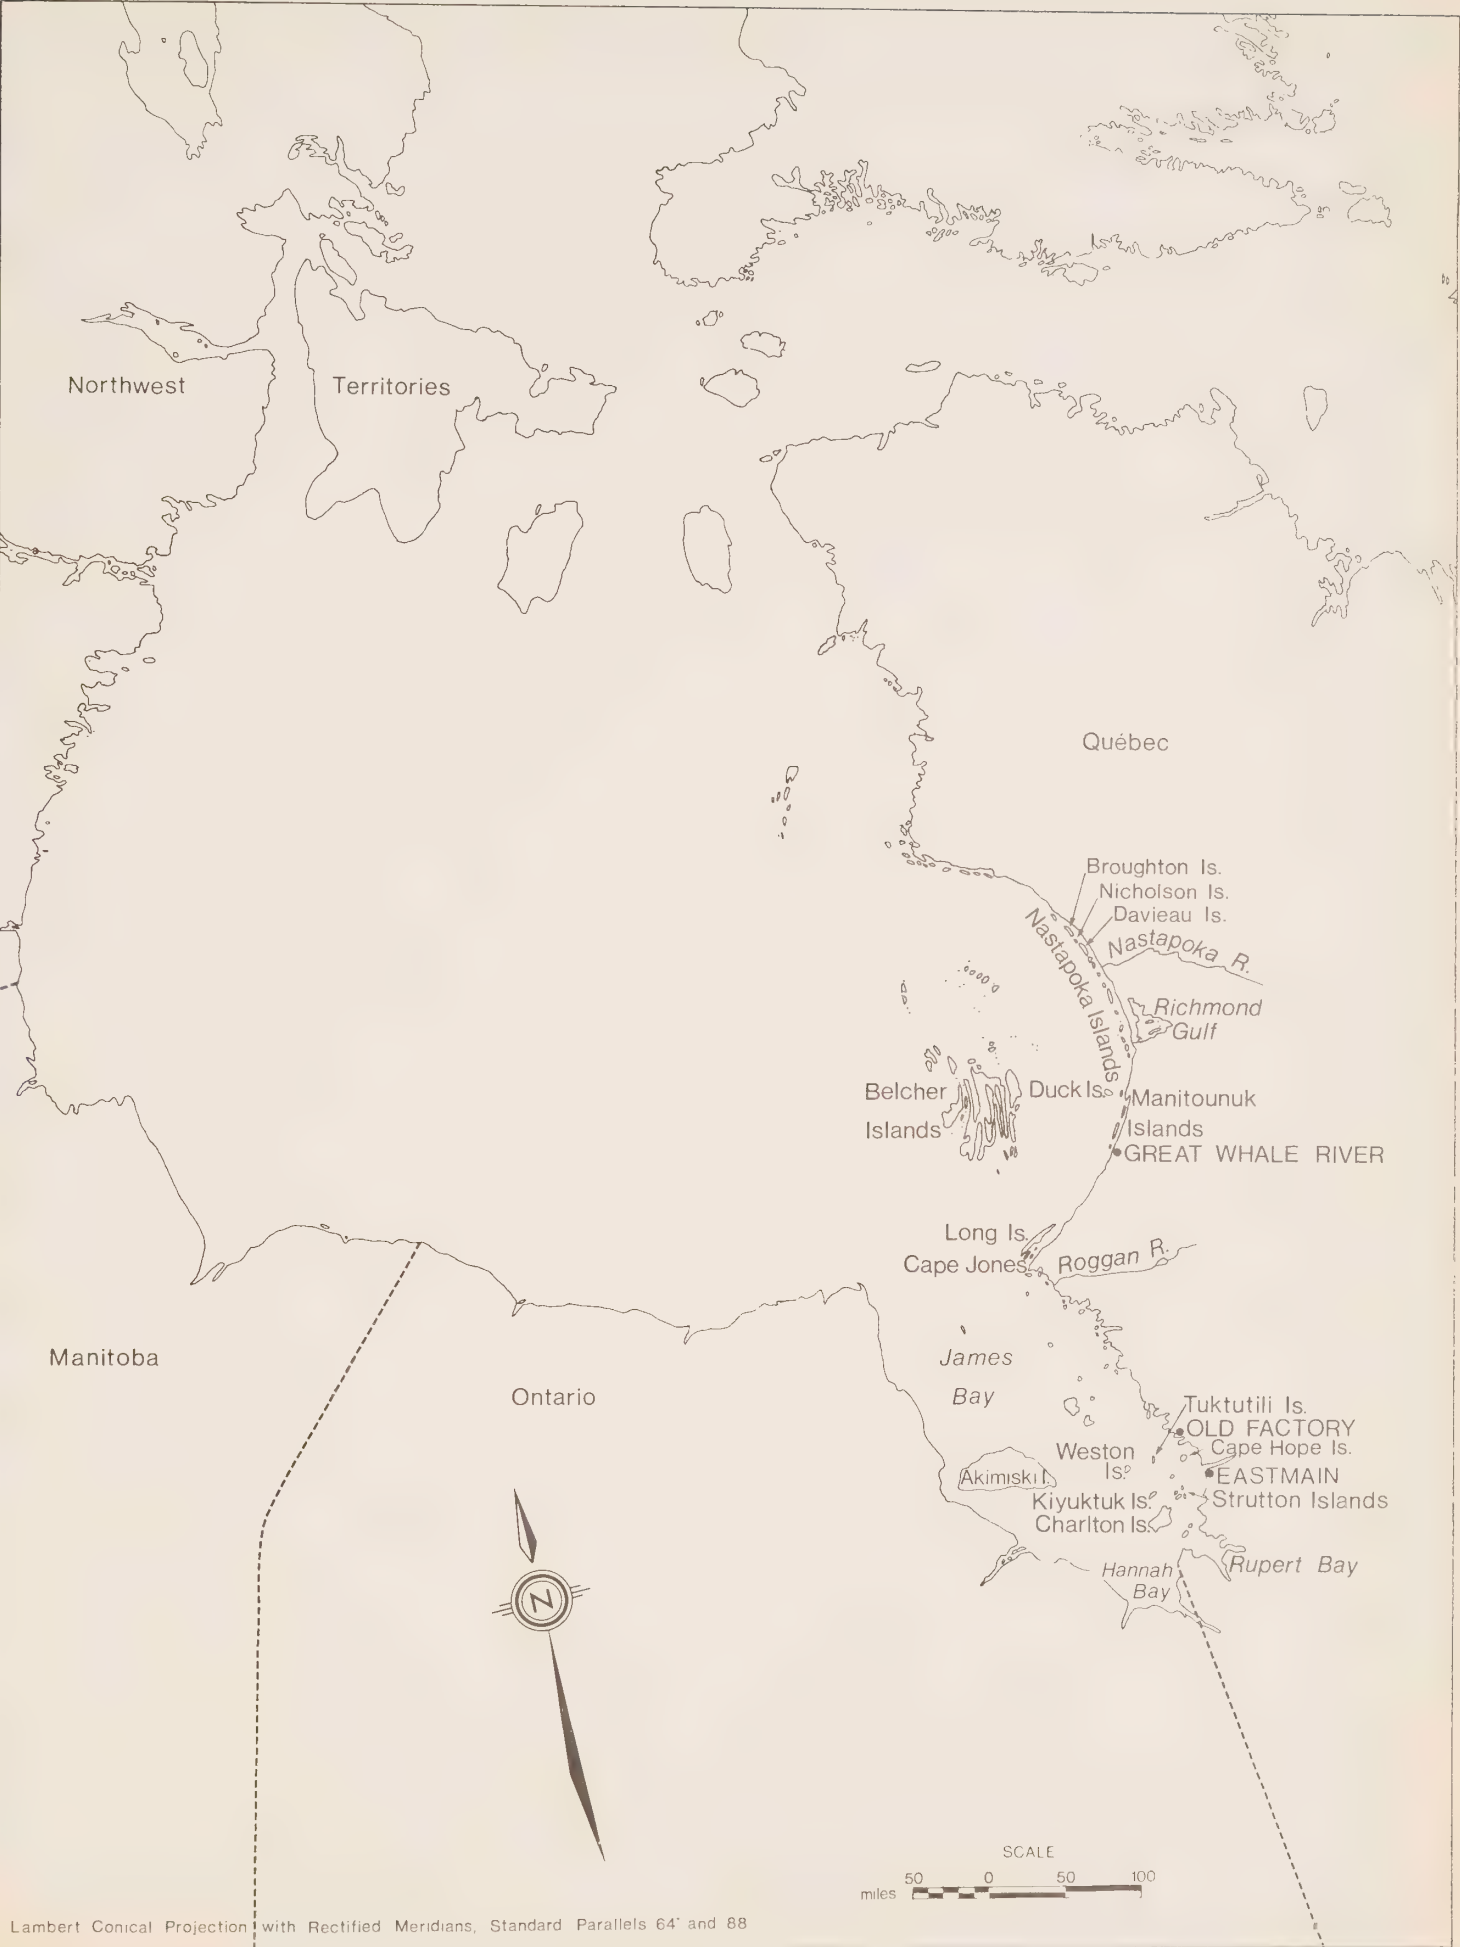 Northwest
Territories
Québec
Broughton Is.
Nicholson Is.
Davieau Is.
Nastapoka R.
Nastapoka Islands
Richmond
Gulf
Belcher
Islands
Duck Is.
Manitounuk
Islands
GREAT WHALE RIVER
Long Is.
Cape Jones
Roggan R.
Manitoba
Ontario
James
Bay
Tuktutili Is.
OLD FACTORY
Cape Hope Is.
Weston
Is.
EASTMAIN
Akimiski I.
Kiyuktuk Is.
Strutton Islands
Charlton Is.
Hannah
Bay
Rupert Bay
N
SCALE
50 0 50 100
miles
Lambert Conical Projection with Rectified Meridians, Standard Parallels 64° and 88